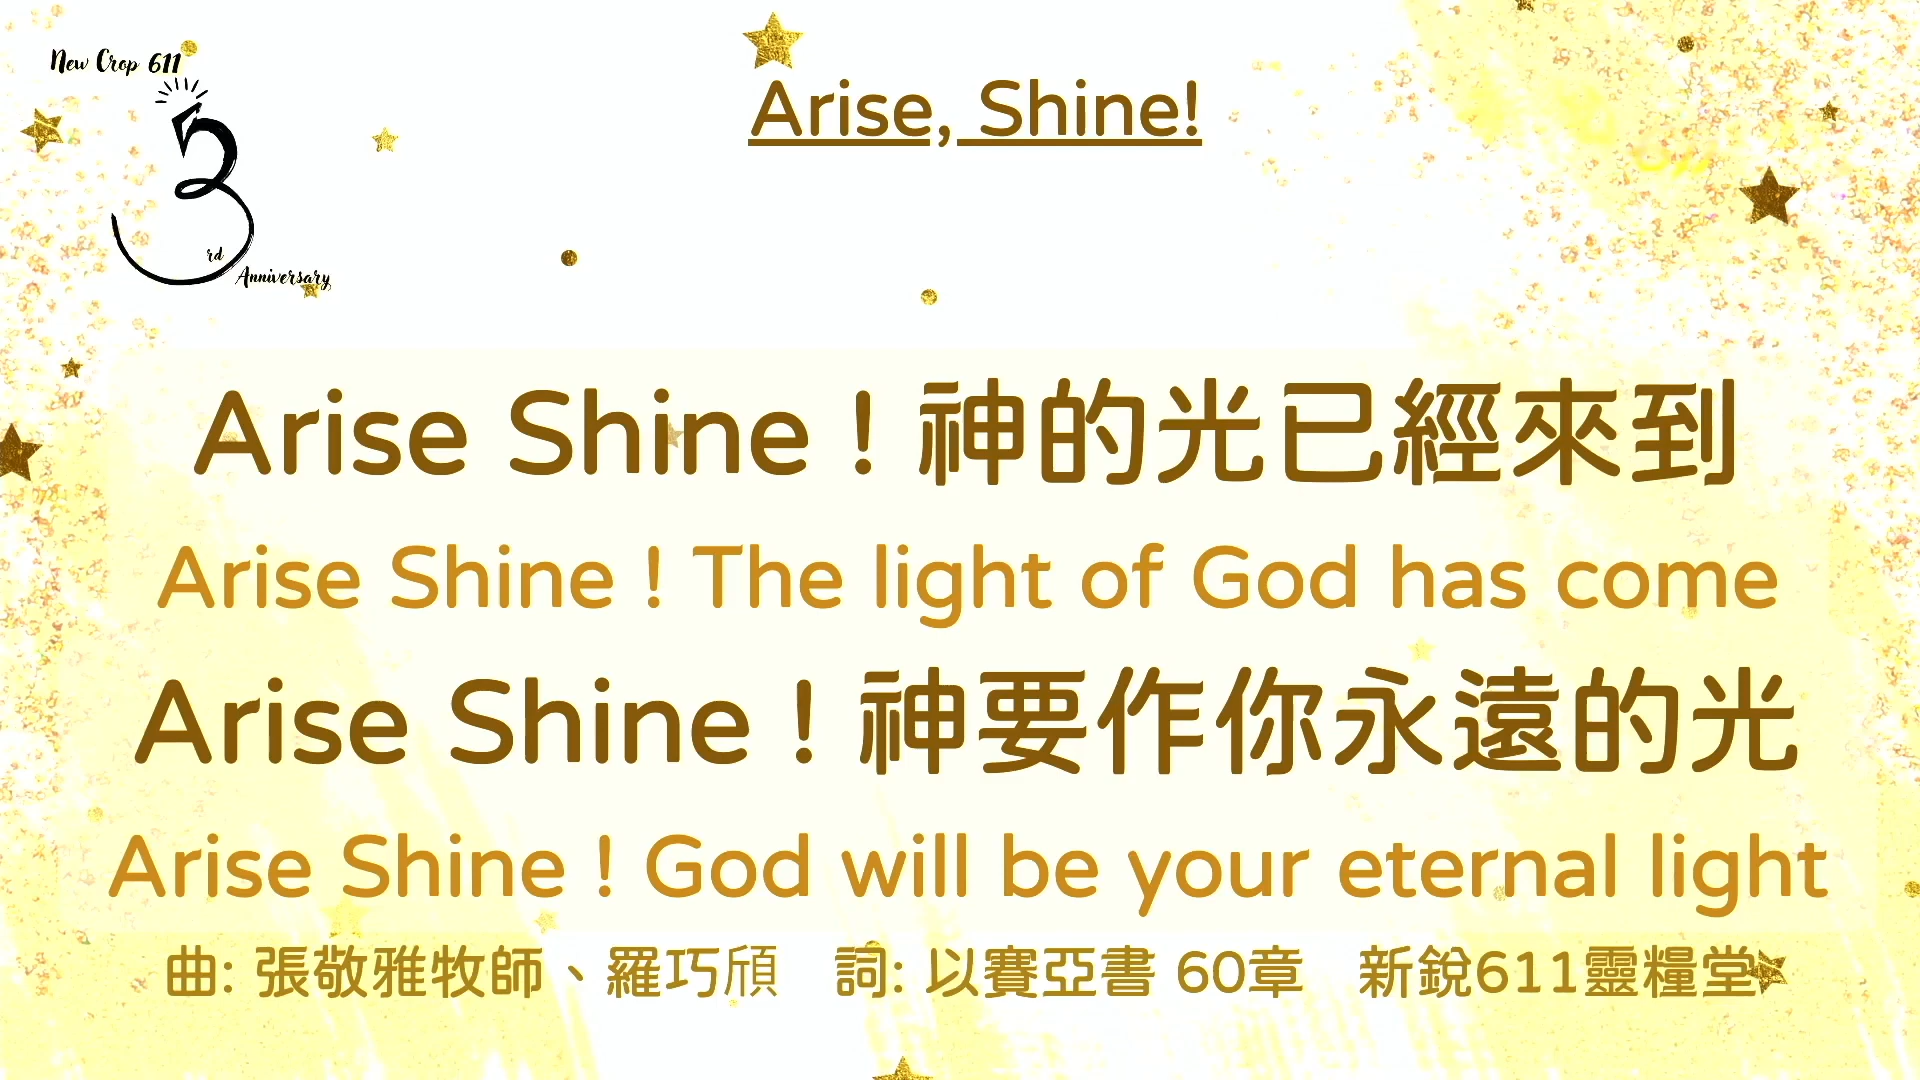 New Crop 611
3rd
Anniversary
Arise, Shine!
Arise Shine ! 神的光已經來到
Arise Shine ! The light of God has come
Arise Shine ! 神要作你永遠的光
Arise Shine ! God will be your eternal light
曲: 張敬雅牧師、羅巧頎 詞: 以賽亞書 60章 新銳611靈糧堂